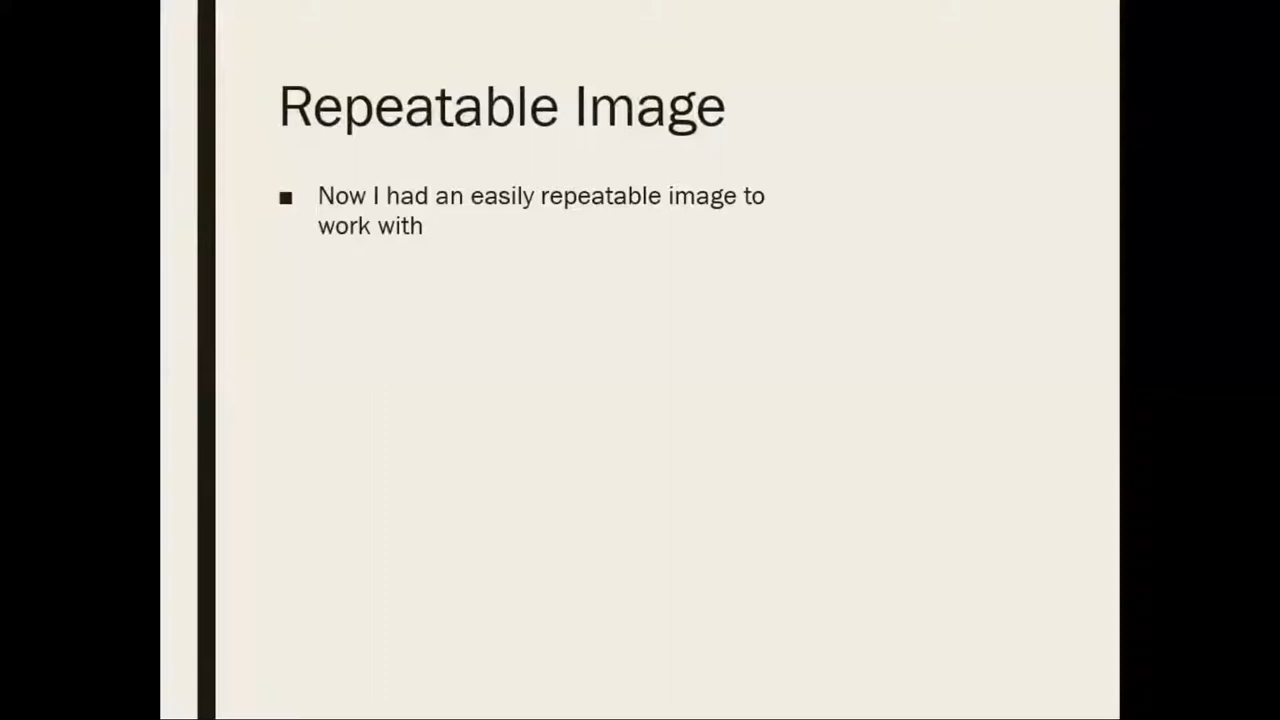 Repeatable Image
■ Now I had an easily repeatable image to
work with